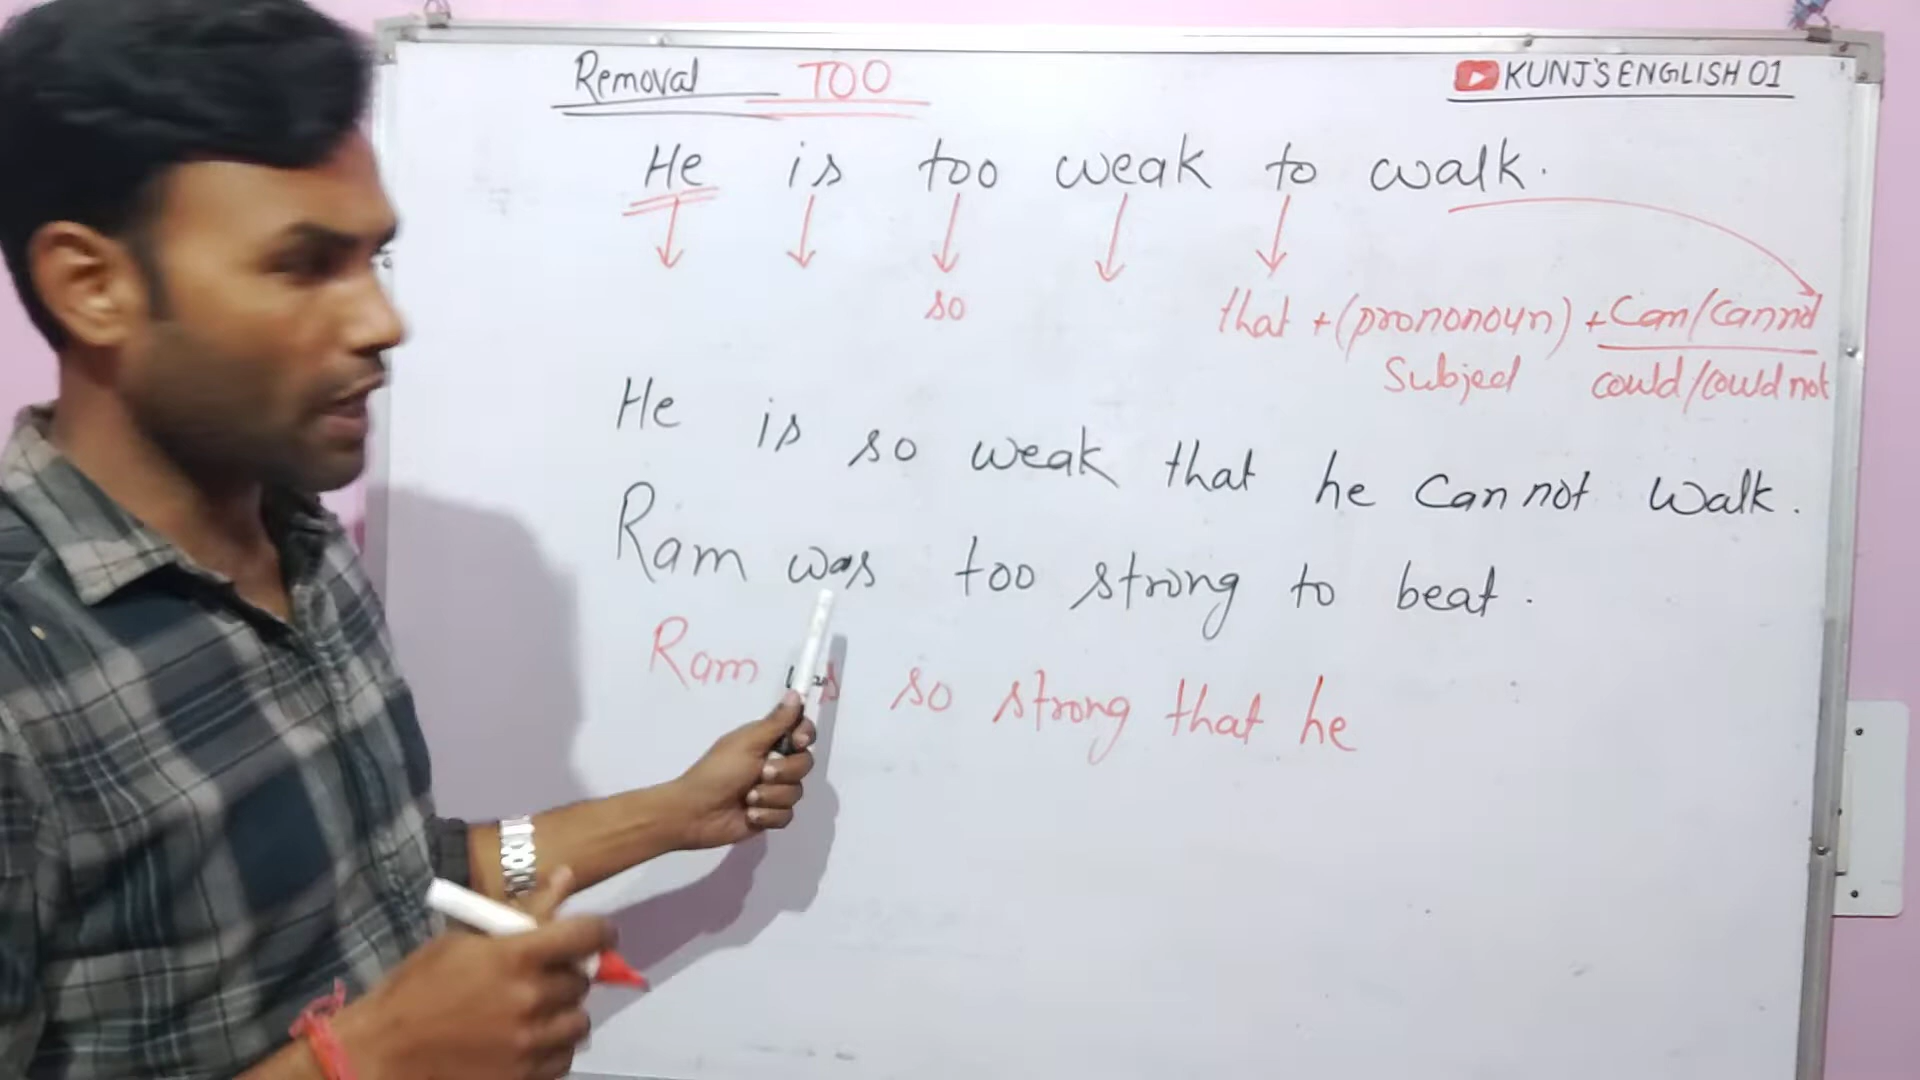 Removal TOO
KUNJ'S ENGLISH 01
He is too weak to walk.
so that + (prononoun) + Can/Cannot
Subject could/could not
He is so weak that he Can not walk.
Ram was too strong to beat.
Ram so strong that he